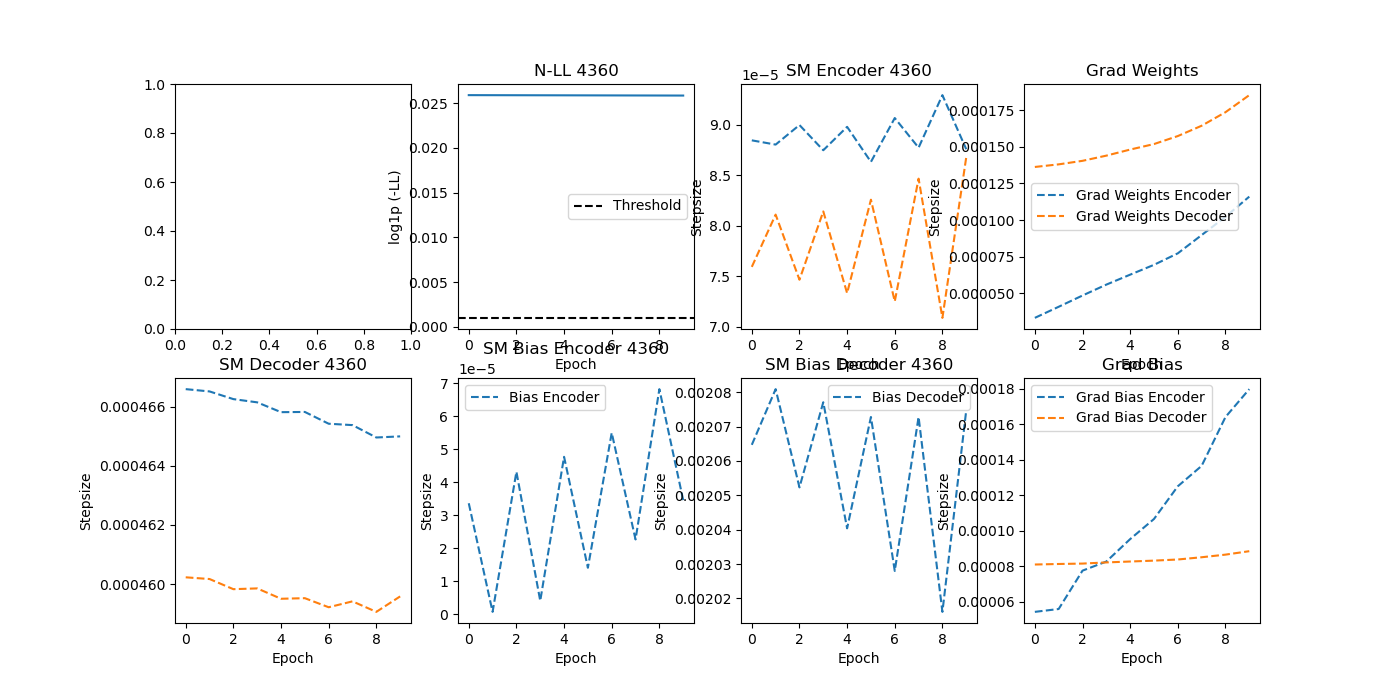 1.0
0.8
0.6
0.4
0.2
0.0
0.0 0.2 0.4 0.6 0.8 1.0
N-LL 4360
log1p (-LL)
0.025
0.020
0.015
0.010
0.005
0.000
Threshold
0 2 4 6 8
Epoch
1e−5
SM Encoder 4360
Stepsize
9.0
8.5
8.0
7.5
7.0
0 2 4 6 8
Epoch
Grad Weights
Stepsize
0.000175
0.000150
0.000125
0.000100
0.000075
0.000050
Grad Weights Encoder
Grad Weights Decoder
0 2 4 6 8
Epoch
SM Decoder 4360
Stepsize
0.000466
0.000464
0.000462
0.000460
0 2 4 6 8
Epoch
SM Bias Encoder 4360
1e−5
Stepsize
7
6
5
4
3
2
1
0
Bias Encoder
0 2 4 6 8
Epoch
SM Bias Decoder 4360
Stepsize
0.00208
0.00207
0.00206
0.00205
0.00204
0.00203
0.00202
Bias Decoder
0 2 4 6 8
Epoch
Grad Bias
Stepsize
0.00018
0.00016
0.00014
0.00012
0.00010
0.00008
0.00006
Grad Bias Encoder
Grad Bias Decoder
0 2 4 6 8
Epoch